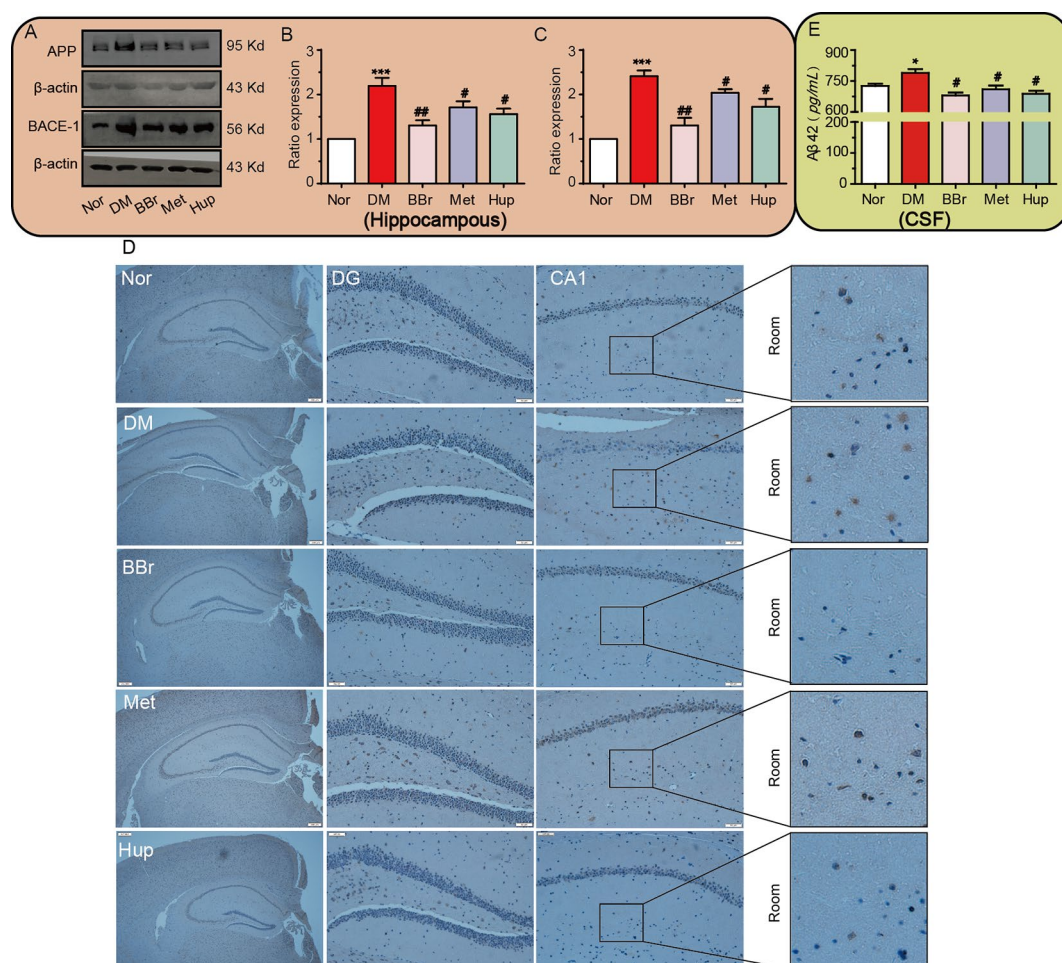 A
APP
95 Kd
β-actin
43 Kd
BACE-1
56 Kd
β-actin
43 Kd
Nor DM BBr Met Hup
B
Ratio expression
3
2
1
0
***
##
#
#
Nor DM BBr Met Hup
(Hippocampous)
C
Ratio expression
3
2
1
0
***
##
#
#
Nor DM BBr Met Hup
E
Aβ42 ( pg/mL)
900
750
600
200
100
0
*
#
#
#
Nor DM BBr Met Hup
(CSF)
D
Nor
DG
CA1
Room
DM
Room
BBr
Room
Met
Room
Hup
Room